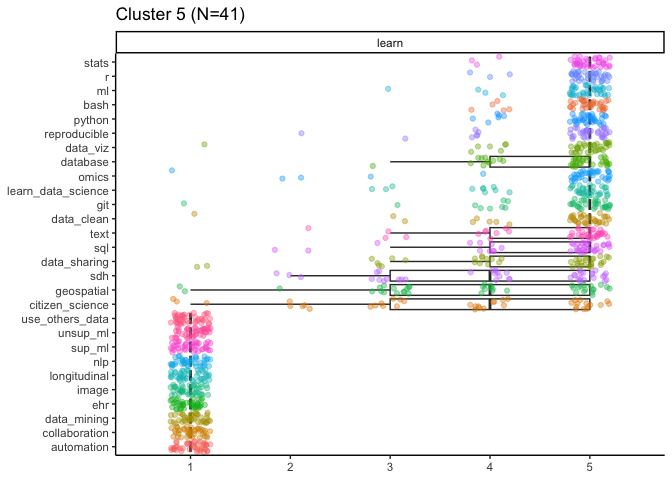 Cluster 5 (N=41)
learn
stats
r
ml
bash
python
reproducible
data_viz
database
omics
learn_data_science
git
data_clean
text
sql
data_sharing
sdh
geospatial
citizen_science
use_others_data
unsup_ml
sup_ml
nlp
longitudinal
image
ehr
data_mining
collaboration
automation
1 2 3 4 5